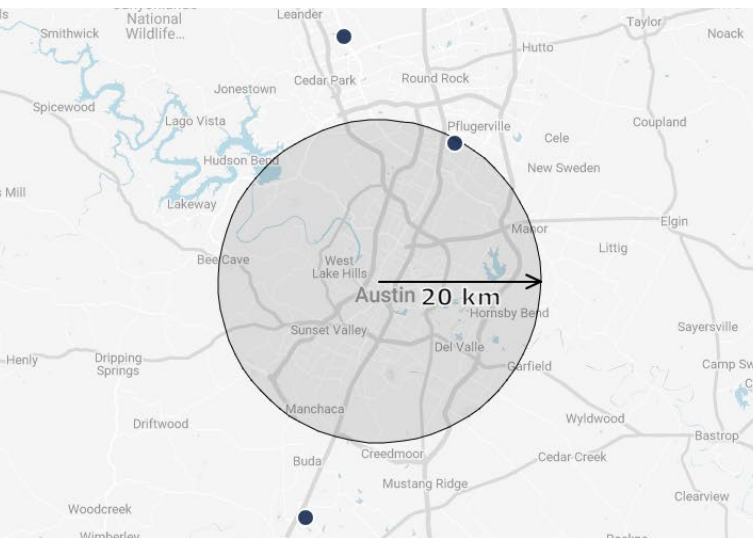 National
Wildlife...
Leander
Smithwick
Taylor
Noack
Hutto
Cedar Park
Round Rock
Jonestown
Spicewood
Lago Vista
Pflugerville
Coupland
Cele
Hudson Bend
New Sweden
s Mill
Lakeway
Manor
Elgin
Littig
Bee Cave
West
Lake Hills
Austin
20 km
Hornsby Bend
Sunset Valley
Sayersville
Del Valle
Henly
Dripping
Springs
Garfield
Camp Sw
Manchaca
Driftwood
Wyldwood
Bastrop
Creedmoor
Buda
Cedar Creek
Mustang Ridge
Clearview
Woodcreek
Wimberley